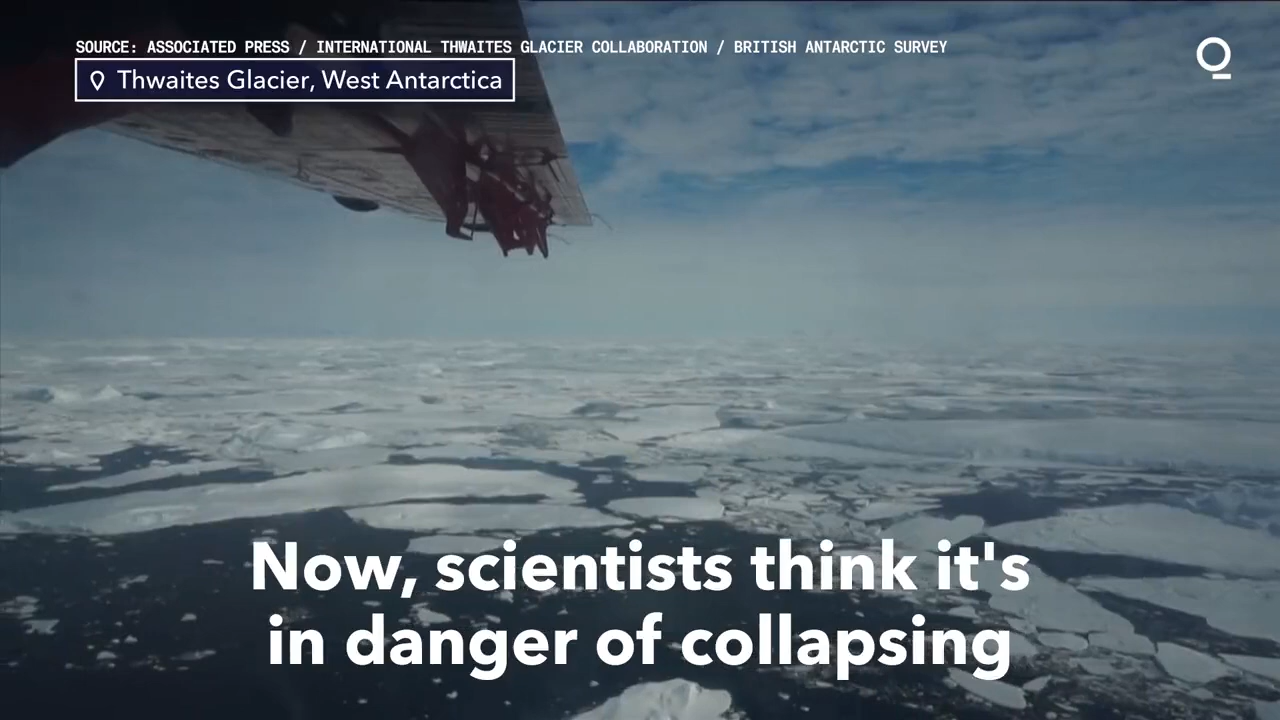 SOURCE: ASSOCIATED PRESS / INTERNATIONAL THWAITES GLACIER COLLABORATION / BRITISH ANTARCTIC SURVEY
Thwaites Glacier, West Antarctica
Now, scientists think it's
in danger of collapsing